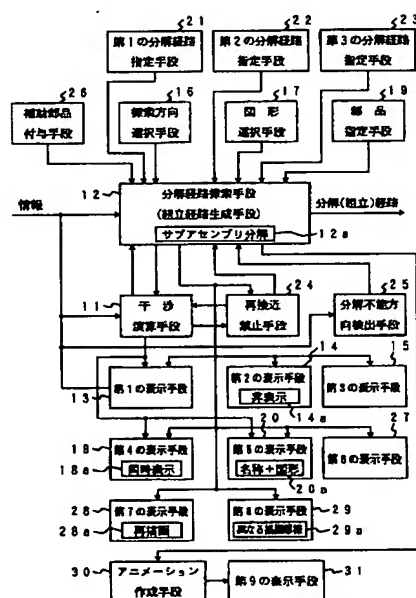 21
第1の分解経路
指定手段
22
第2の分解経路
指定手段
23
第3の分解経路
指定手段
26
補助部品
付与手段
16
探索方向
選択手段
17
図形
選択手段
19
部品
指定手段
12
分解経路探索手段
(組立経路生成手段)
サブアセンブリ分解
12a
情報
分解(組立)経路
11
干渉
演算手段
24
再接近
禁止手段
25
分解不能方
向検出手段
13
第1の表示手段
14
第2の表示手段
非表示
14a
15
第3の表示手段
18
第4の表示手段
18a
同時表示
20
第5の表示手段
名称+図形
20a
27
第6の表示手段
28
第7の表示手段
28a
再描画
29
第8の表示手段
29a
30
アニメーション
作成手段
第9の表示手段
31